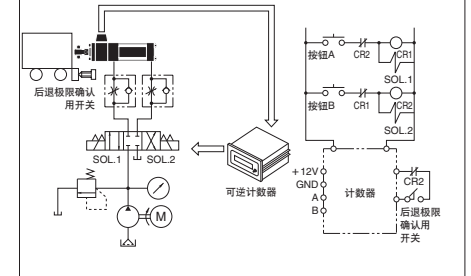 后退极限确认
用开关
SOL.1 SOL.2
M
可逆计数器
按钮A CR2 CR1
SOL.1
按钮B CR1 CR2
SOL.2
+12V
GND
A
B
计数器
CR2
后退极限
确认用
开关